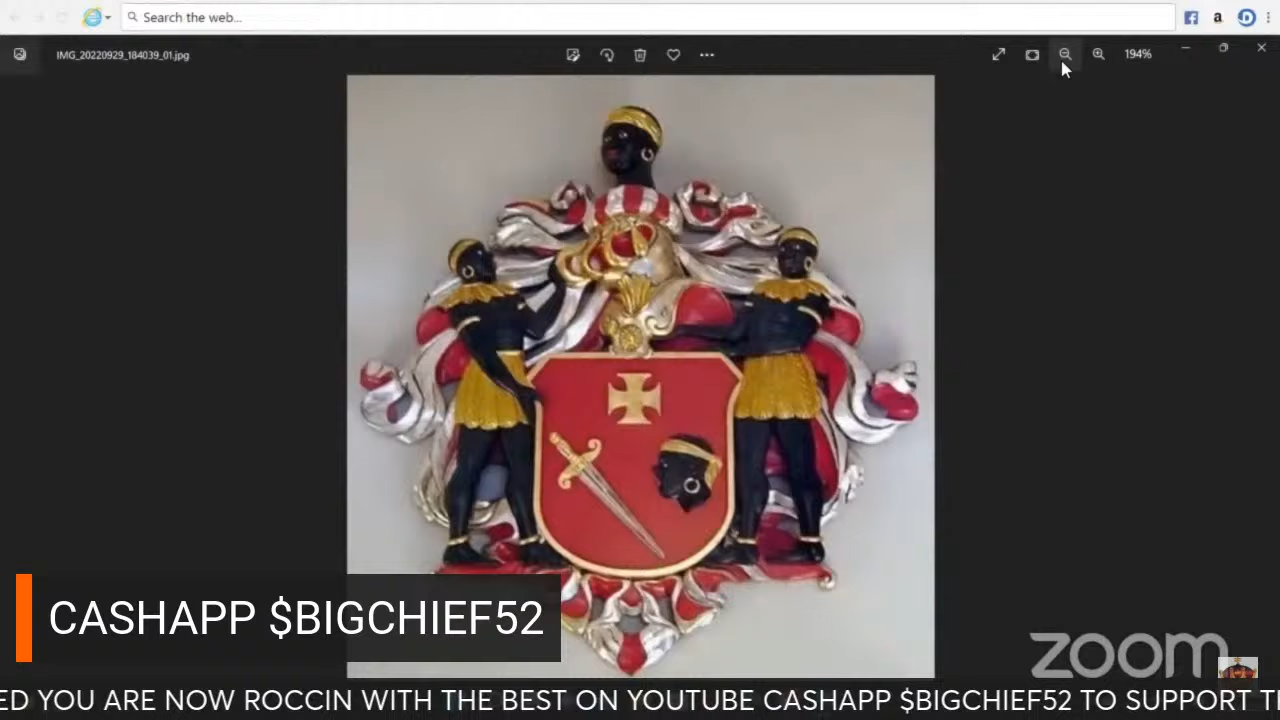 Search the web...
IMG_20220929_184039_01.jpg
194%
CASHAPP $BIGCHIEF52
zoom
ED YOU ARE NOW ROCCIN WITH THE BEST ON YOUTUBE CASHAPP $BIGCHIEF52 TO SUPPORT T